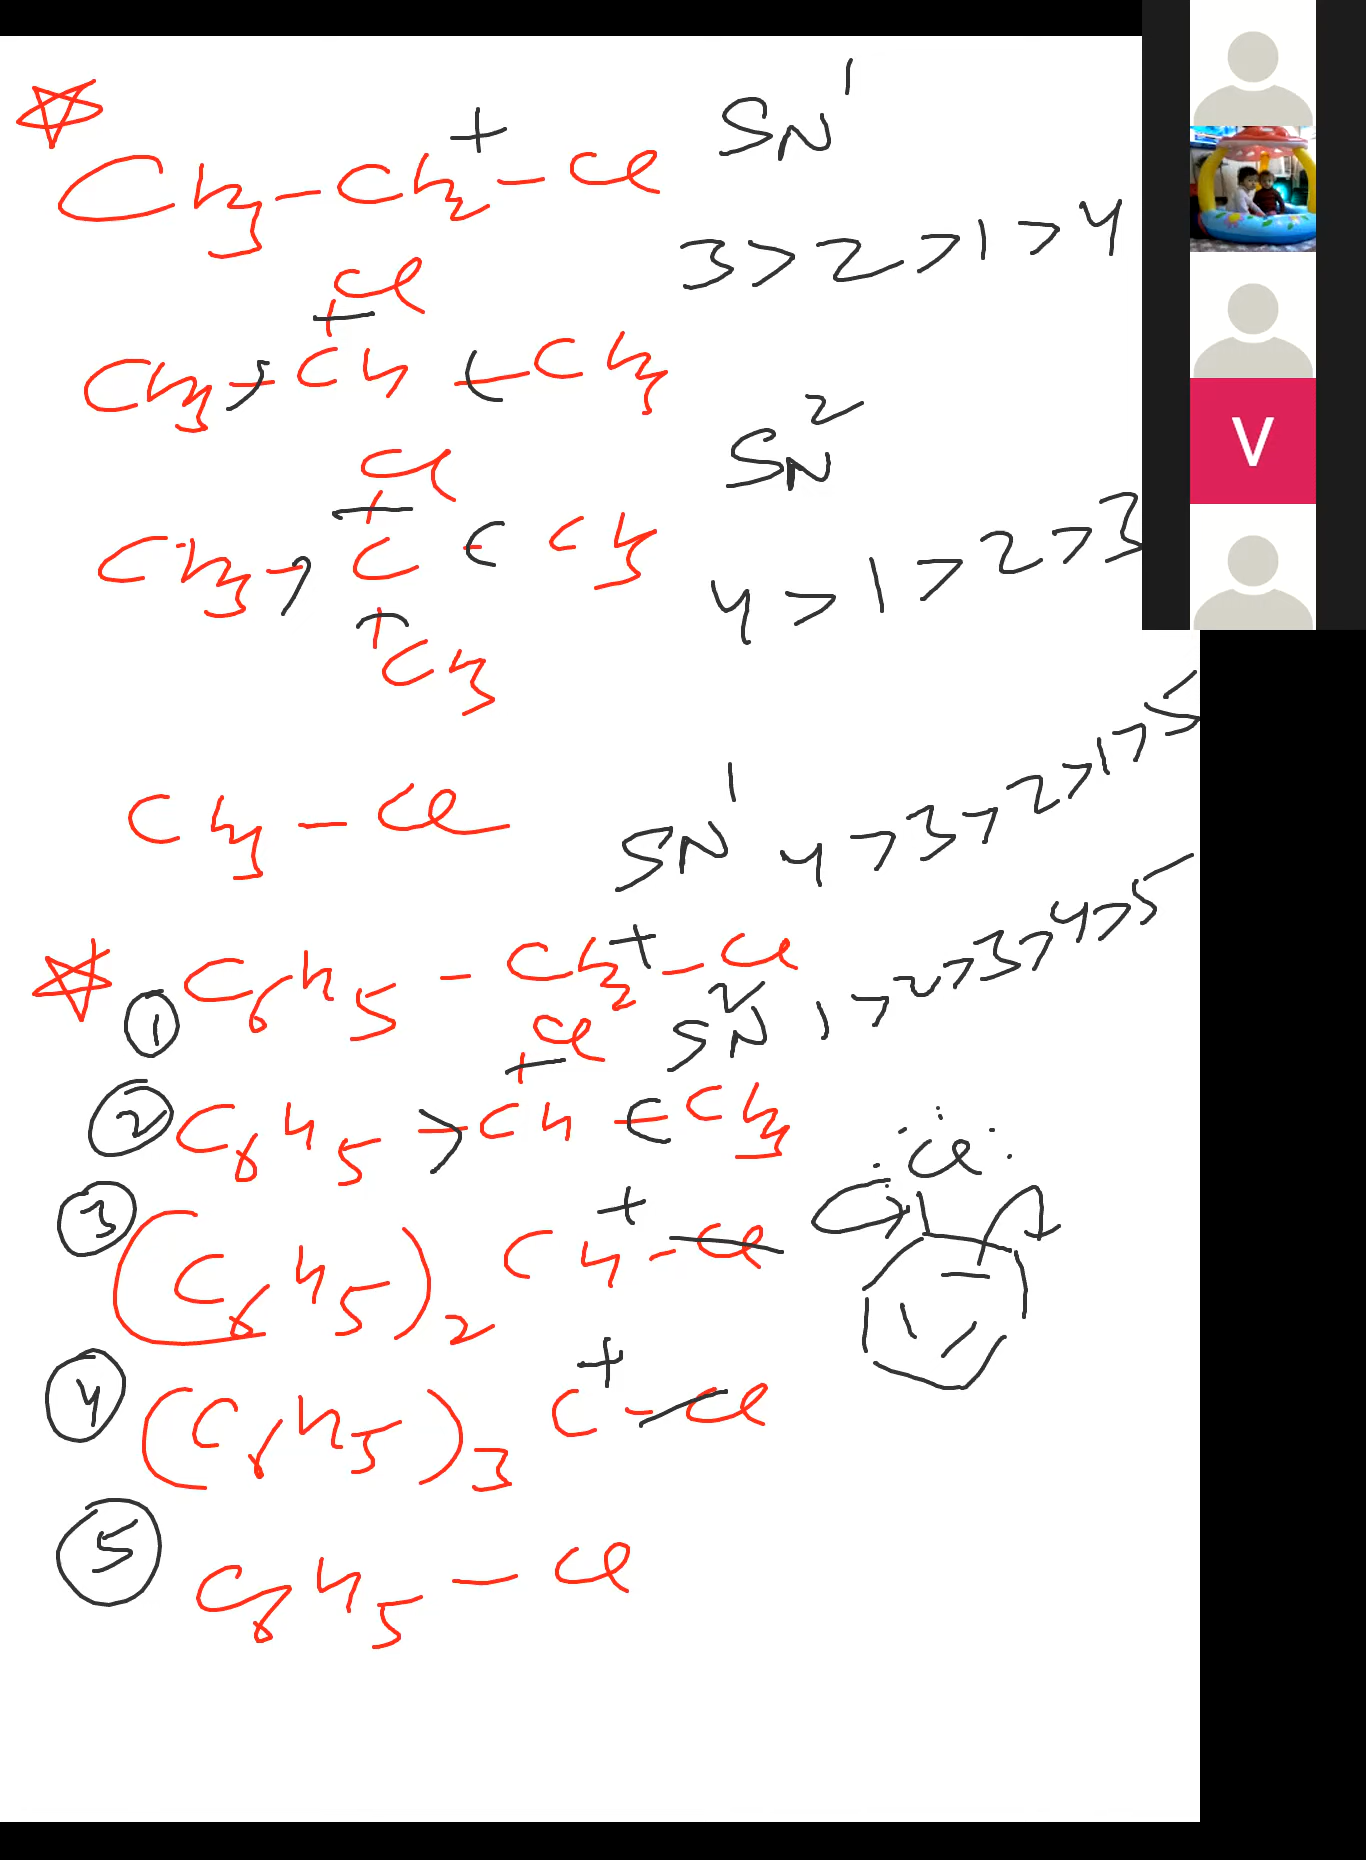 CH3-CH2-Cl
+
SN1
3>2>1>4
Cl
CH3-CH-CH3
Cl
CH3-C-CH3
CH3
SN2
4>1>2>3
CH3-Cl
SN1 4>3>2>1>5
SN2 1>2>3>4>5
1 C6H5-CH2-Cl
+
Cl
2 C6H5-CH-CH3
3 (C6H5)2 CH-Cl
+
4 (C6H5)3 C-Cl
+
5 C6H5-Cl
Cl
V